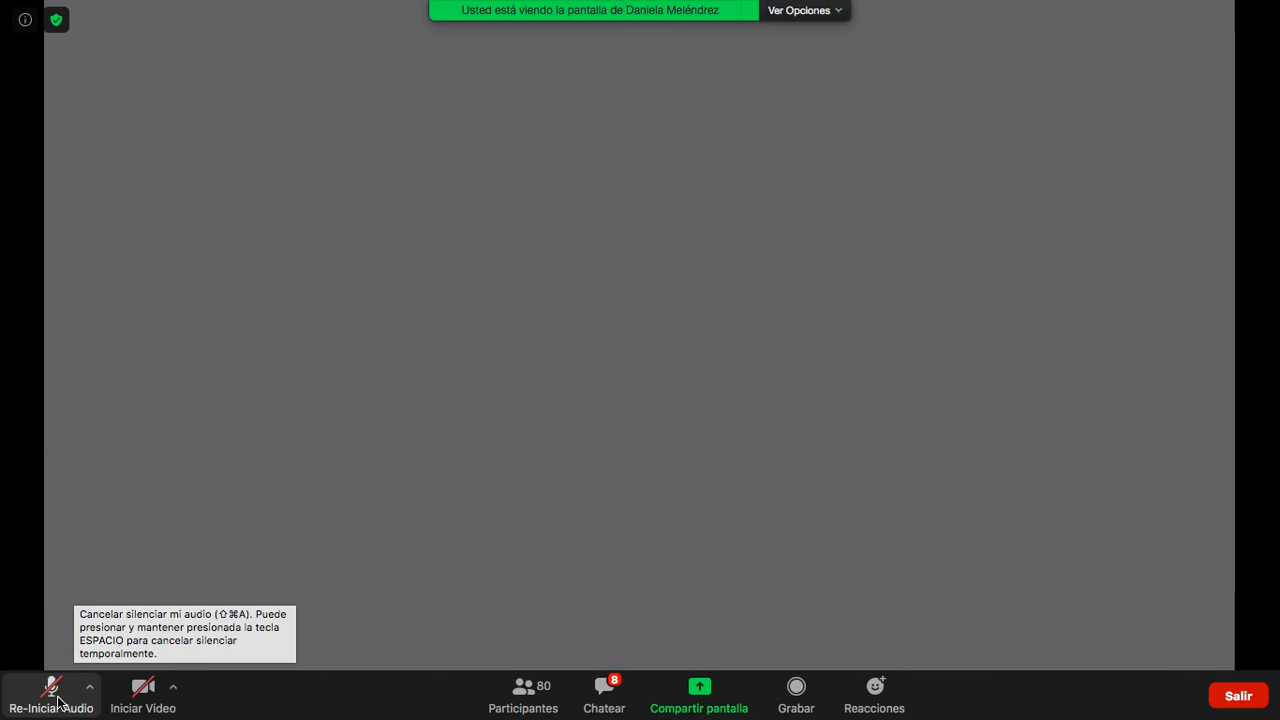 Usted está viendo la pantalla de Daniela Meléndrez
Ver Opciones
Cancelar silenciar mi audio (⇧⌘A). Puede
presionar y mantener presionada la tecla
ESPACIO para cancelar silenciar
temporalmente.
Re-Iniciar Audio
Iniciar Video
80
Participantes
8
Chatear
Compartir pantalla
Grabar
Reacciones
Salir